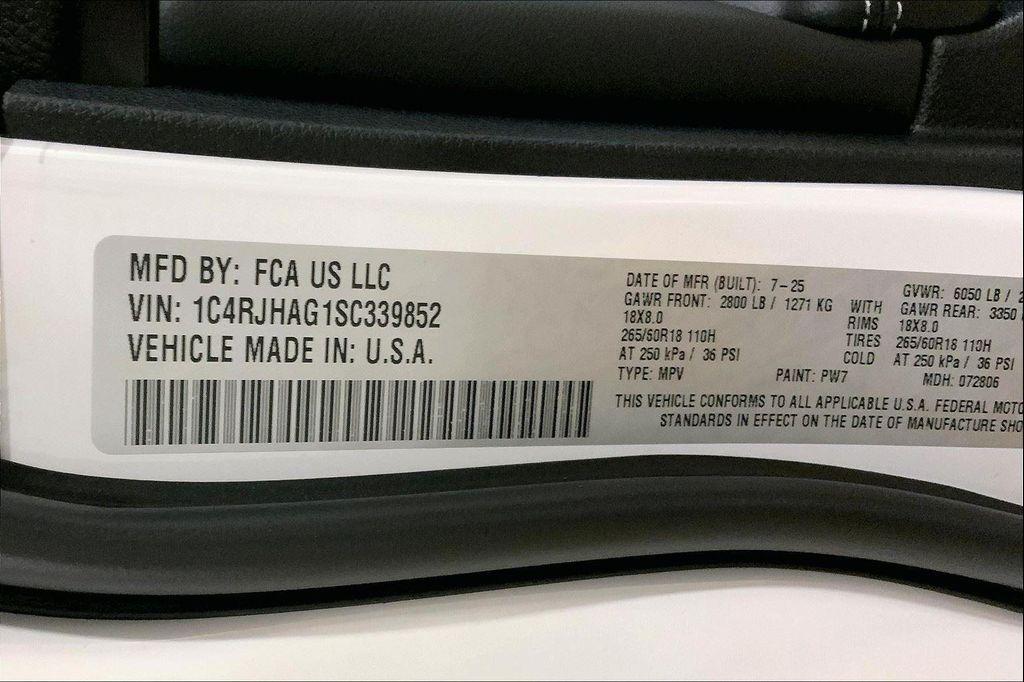 MFD BY: FCA US LLC
VIN: 1C4RJHAG1SC339852
VEHICLE MADE IN: U.S.A.
DATE OF MFR (BUILT): 7-25
GAWR FRONT: 2800 LB / 1271 KG
18X8.0
265/60R18 110H
AT 250 kPa / 36 PSI
TYPE: MPV
PAINT: PW7
WITH
RIMS
TIRES
COLD
GVWR: 6050 LB / 2
GAWR REAR: 3350
18X8.0
265/60R18 110H
AT 250 kPa / 36 PSI
MDH: 072806
THIS VEHICLE CONFORMS TO ALL APPLICABLE U.S.A. FEDERAL MOTO
STANDARDS IN EFFECT ON THE DATE OF MANUFACTURE SHO